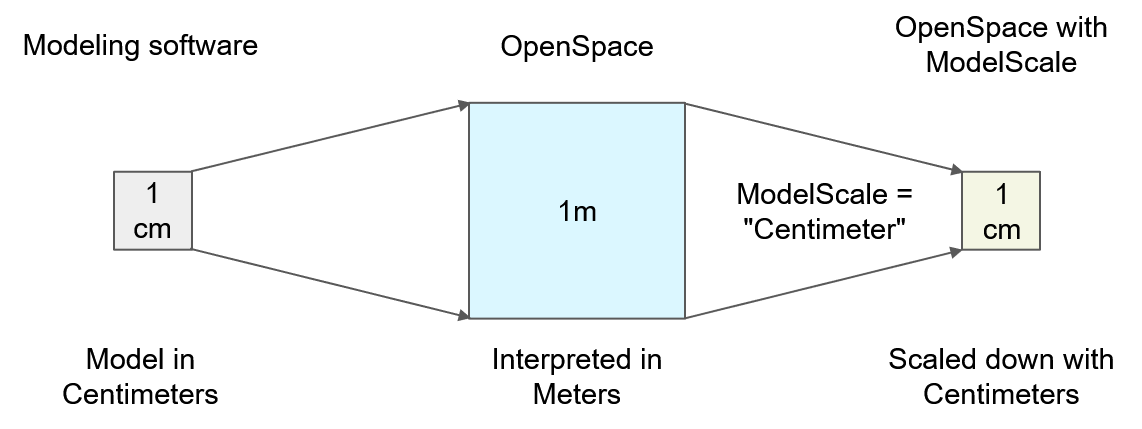 Modeling software
OpenSpace
OpenSpace with
ModelScale
1
cm
1m
ModelScale =
"Centimeter"
1
cm
Model in
Centimeters
Interpreted in
Meters
Scaled down with
Centimeters